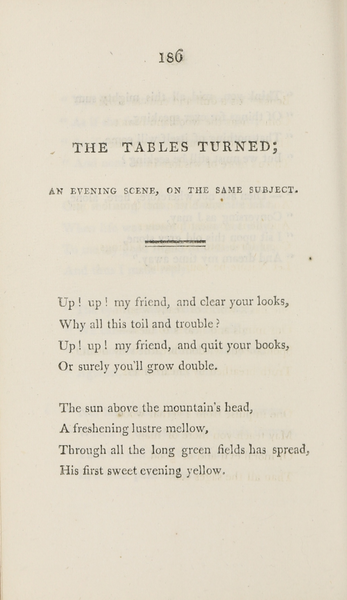 186
THE TABLES TURNED;
AN EVENING SCENE, ON THE SAME SUBJECT.
Up! up! my friend, and clear your looks,
Why all this toil and trouble?
Up! up! my friend, and quit your books,
Or surely you'll grow double.
The sun above the mountain's head,
A freshening lustre mellow,
Through all the long green fields has spread,
His first sweet evening yellow.